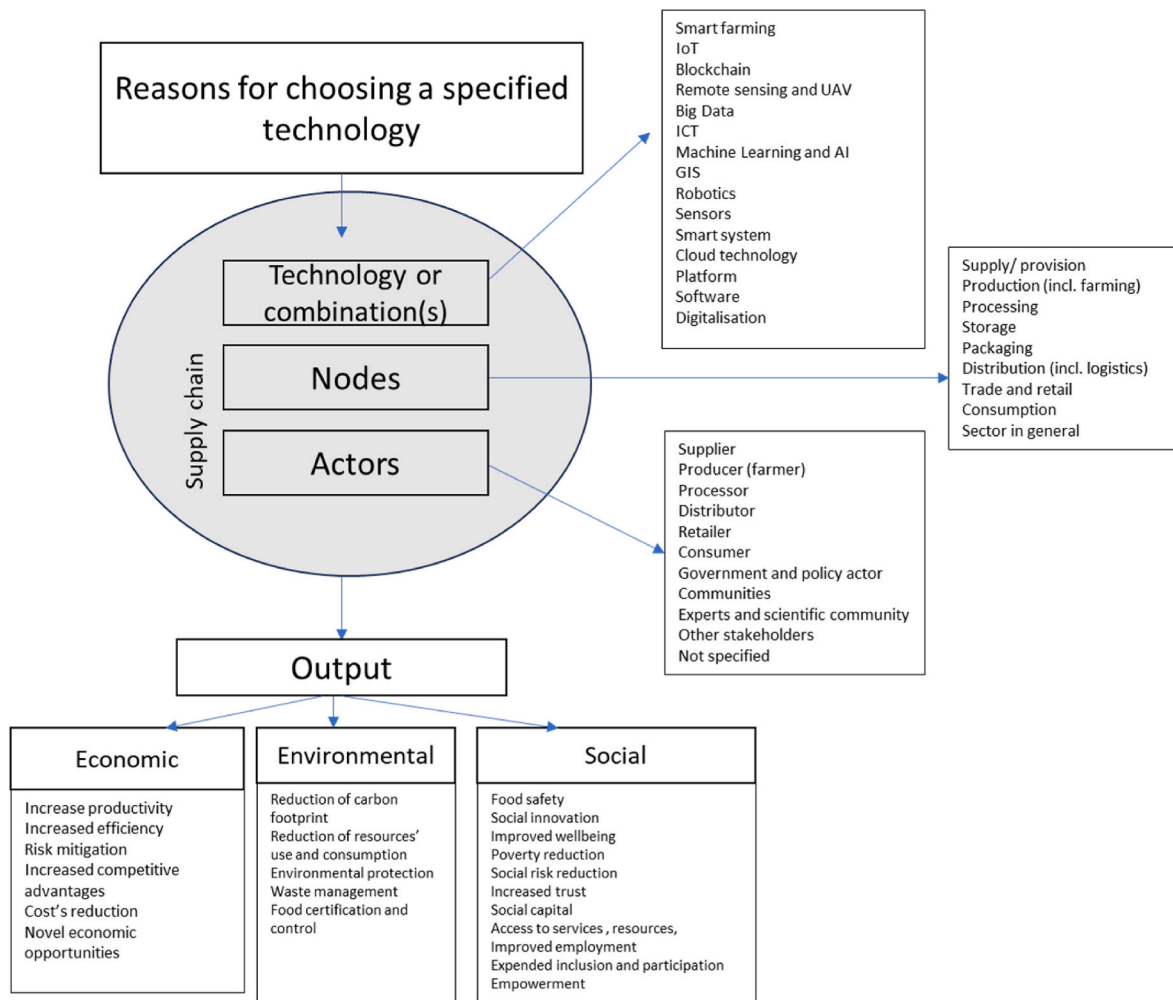 Reasons for choosing a specified
technology
Smart farming
IoT
Blockchain
Remote sensing and UAV
Big Data
ICT
Machine Learning and AI
GIS
Robotics
Sensors
Smart system
Cloud technology
Platform
Software
Digitalisation
Supply chain
Technology or
combination(s)
Nodes
Actors
Supply/ provision
Production (incl. farming)
Processing
Storage
Packaging
Distribution (incl. logistics)
Trade and retail
Consumption
Sector in general
Supplier
Producer (farmer)
Processor
Distributor
Retailer
Consumer
Government and policy actor
Communities
Experts and scientific community
Other stakeholders
Not specified
Output
Economic
Increase productivity
Increased efficiency
Risk mitigation
Increased competitive
advantages
Cost's reduction
Novel economic
opportunities
Environmental
Reduction of carbon
footprint
Reduction of resources'
use and consumption
Environmental protection
Waste management
Food certification and
control
Social
Food safety
Social innovation
Improved wellbeing
Poverty reduction
Social risk reduction
Increased trust
Social capital
Access to services , resources,
Improved employment
Expended inclusion and participation
Empowerment